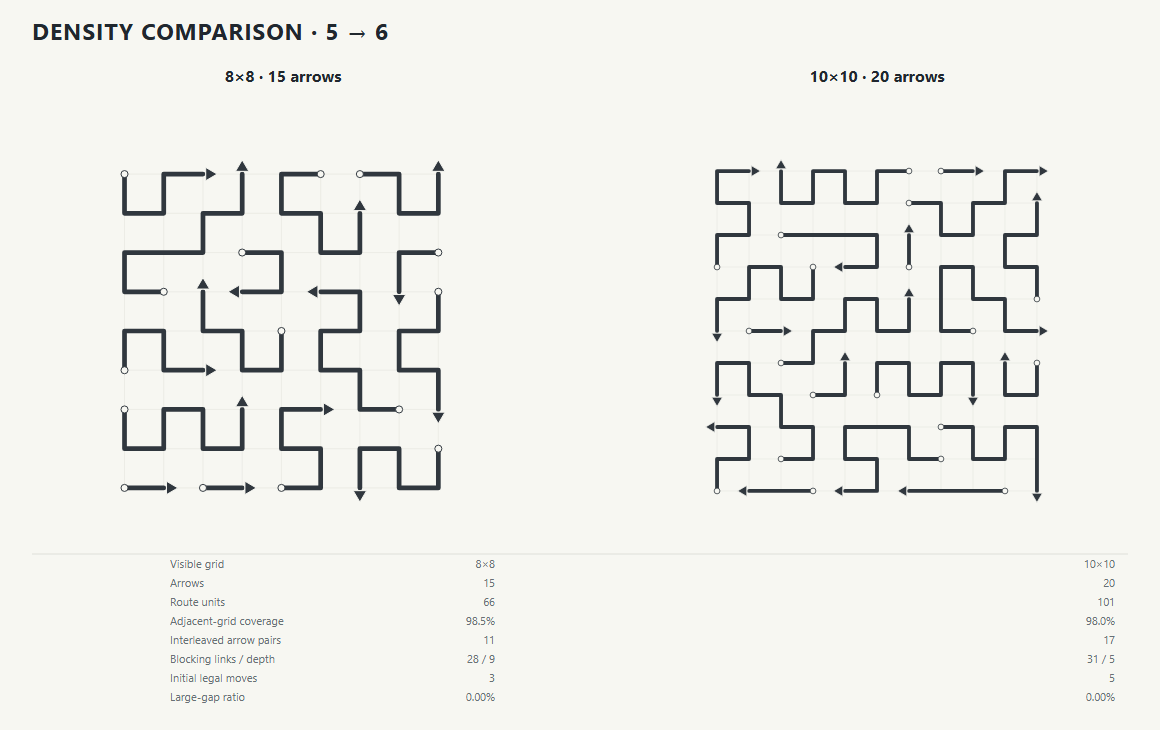 DENSITY COMPARISON · 5 → 6
8×8 · 15 arrows
10×10 · 20 arrows
Visible grid 8×8 10×10
Arrows 15 20
Route units 66 101
Adjacent-grid coverage 98.5% 98.0%
Interleaved arrow pairs 11 17
Blocking links / depth 28 / 9 31 / 5
Initial legal moves 3 5
Large-gap ratio 0.00% 0.00%